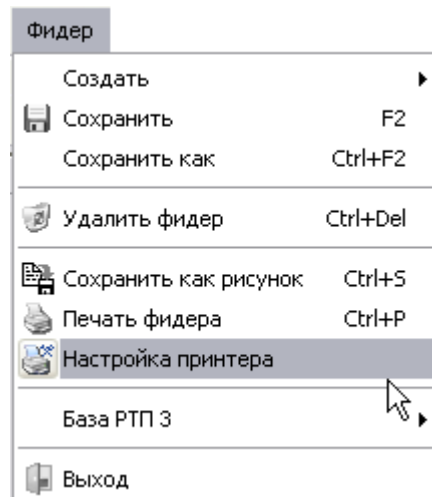 Фидер
Создать
Сохранить F2
Сохранить как Ctrl+F2
Удалить фидер Ctrl+Del
Сохранить как рисунок Ctrl+S
Печать фидера Ctrl+P
Настройка принтера
База РТП 3
Выход